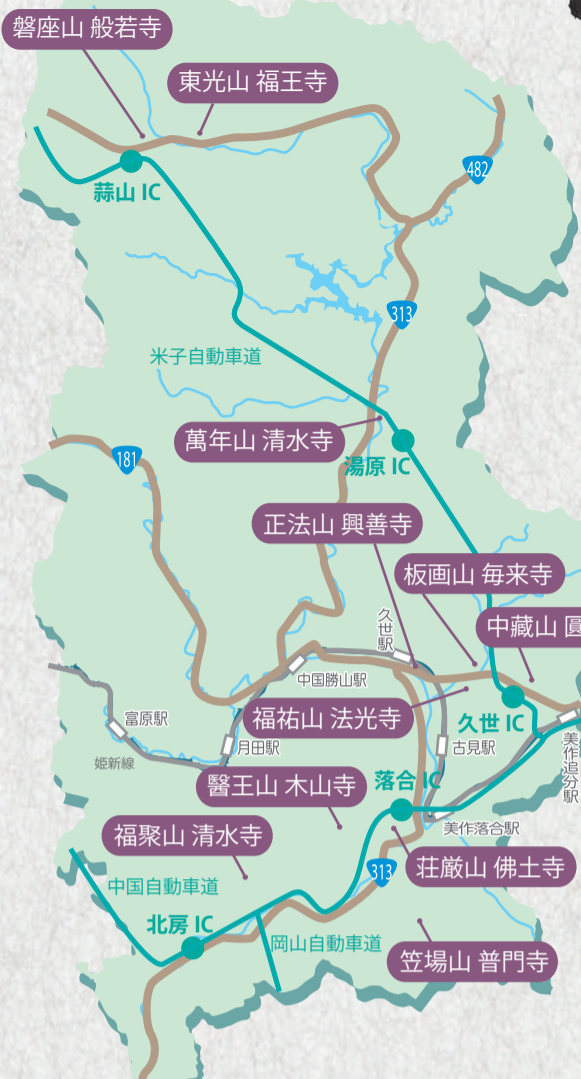 磐座山 般若寺
東光山 福王寺
482
蒜山 IC
313
米子自動車道
萬年山 清水寺
湯原 IC
181
正法山 興善寺
板画山 毎来寺
中藏山 圓
久世駅
中国勝山駅
富原駅
福祐山 法光寺
久世 IC
月田駅
古見駅
美作追分駅
姫新線
醫王山 木山寺
落合 IC
美作落合駅
福聚山 清水寺
313
荘厳山 佛土寺
中国自動車道
北房 IC
岡山自動車道
笠場山 普門寺